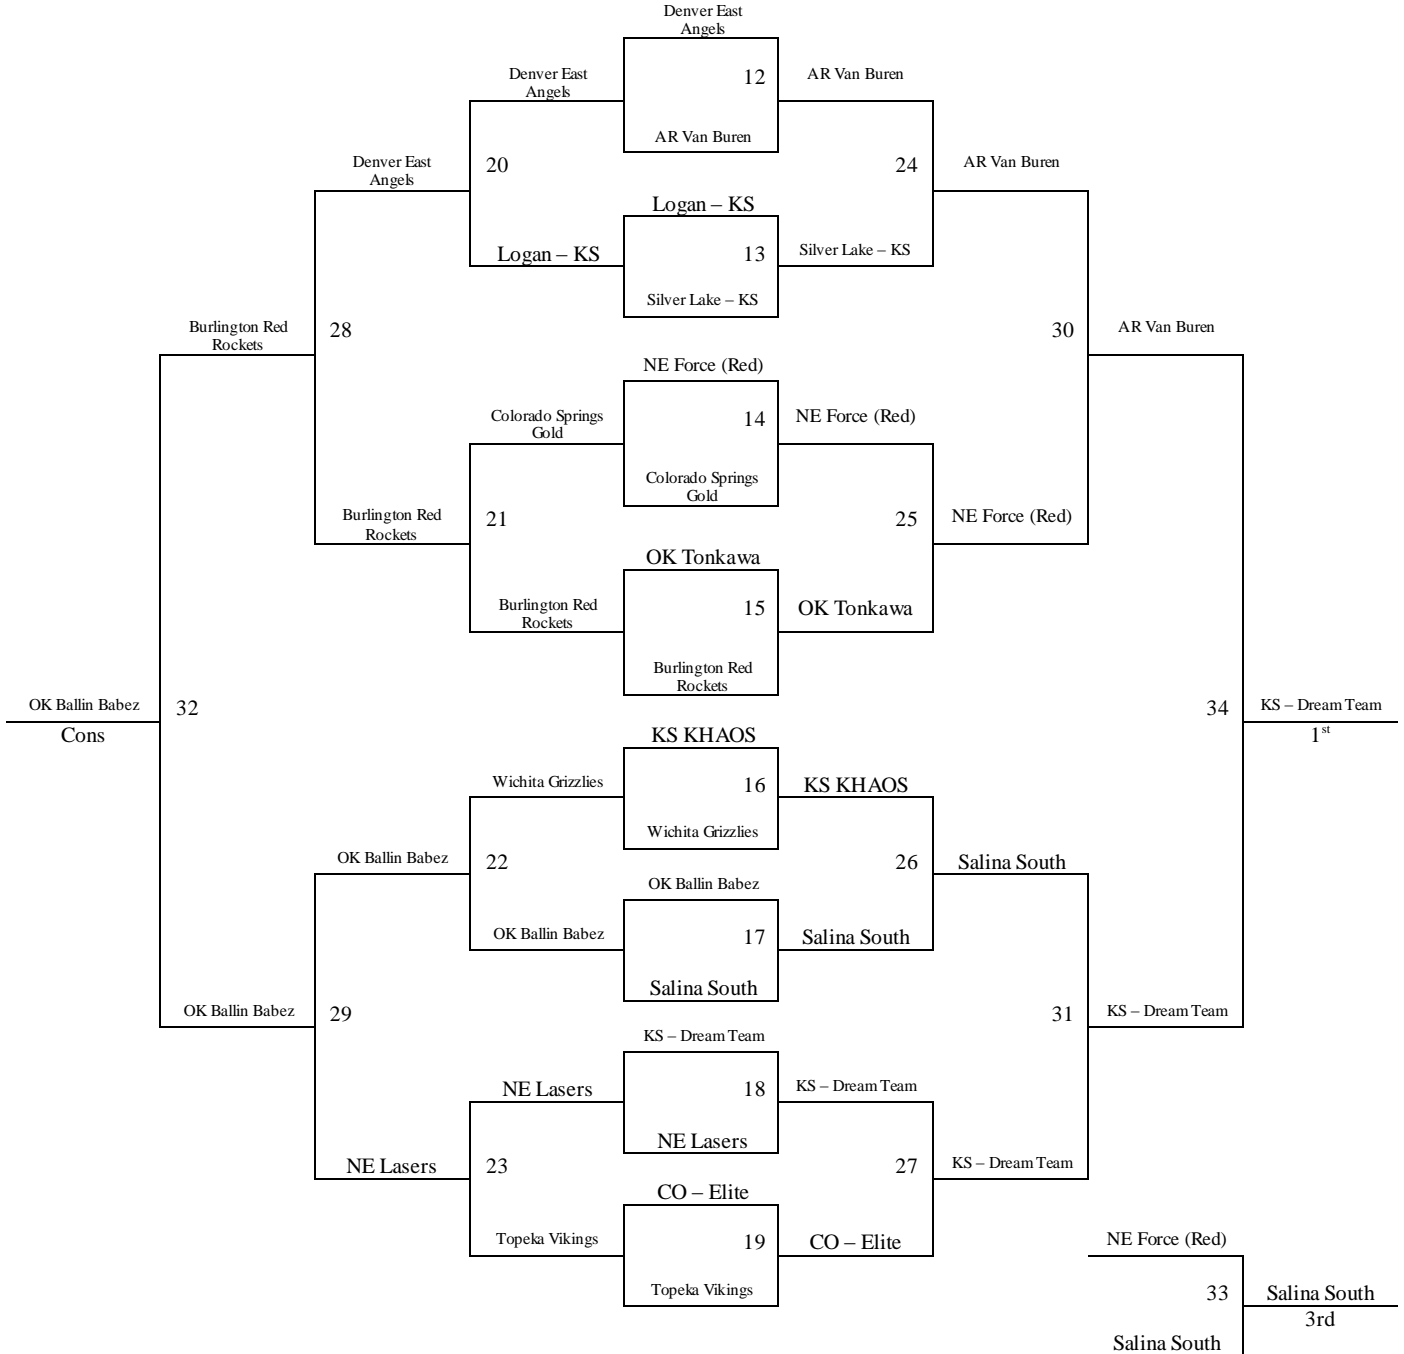 Denver East
Angels
Denver East
Angels
12
AR Van Buren
AR Van Buren
Denver East
Angels
20
24
AR Van Buren
Logan – KS
Logan – KS
13
Silver Lake – KS
Silver Lake – KS
Burlington Red
Rockets
28
30
AR Van Buren
NE Force (Red)
Colorado Springs
Gold
14
NE Force (Red)
Colorado Springs
Gold
Burlington Red
Rockets
21
25
NE Force (Red)
OK Tonkawa
Burlington Red
Rockets
15
OK Tonkawa
Burlington Red
Rockets
OK Ballin Babez
Cons
32
34
KS – Dream Team
1st
KS KHAOS
Wichita Grizzlies
16
KS KHAOS
Wichita Grizzlies
OK Ballin Babez
22
26
Salina South
OK Ballin Babez
OK Ballin Babez
17
Salina South
Salina South
OK Ballin Babez
29
31
KS – Dream Team
KS – Dream Team
NE Lasers
18
KS – Dream Team
NE Lasers
NE Lasers
23
27
KS – Dream Team
CO – Elite
Topeka Vikings
19
CO – Elite
Topeka Vikings
NE Force (Red)
33
Salina South
3rd
Salina South